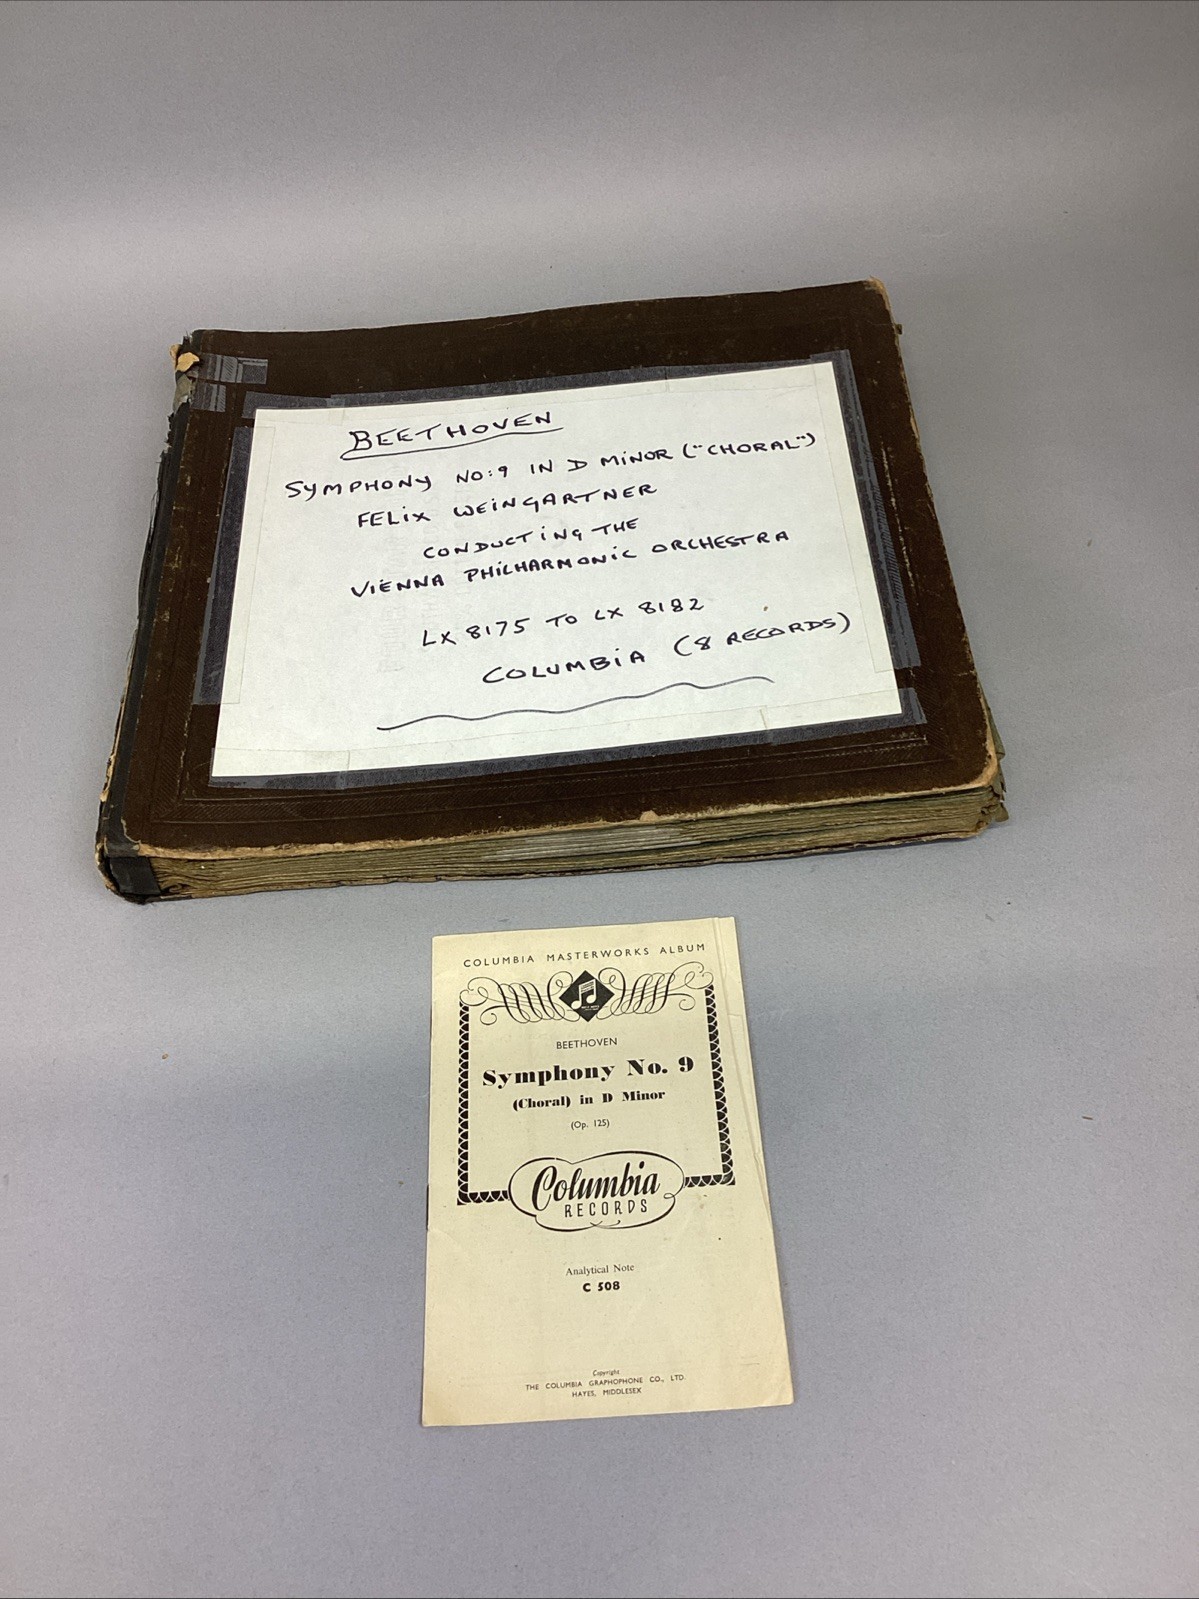 BEETHOVEN
SYMPHONY NO:9 IN D MINOR ("CHORAL")
FELIX WEINGARTNER
CONDUCTING THE
VIENNA PHILHARMONIC ORCHESTRA
LX 8175 TO LX 8182
COLUMBIA (8 RECORDS)
COLUMBIA MASTERWORKS ALBUM
BEETHOVEN
Symphony No. 9
(Choral) in D Minor
(Op. 125)
Columbia
RECORDS
Analytical Note
C 508
Copyright
THE COLUMBIA GRAPHOPHONE CO., LTD.
HAYES, MIDDLESEX